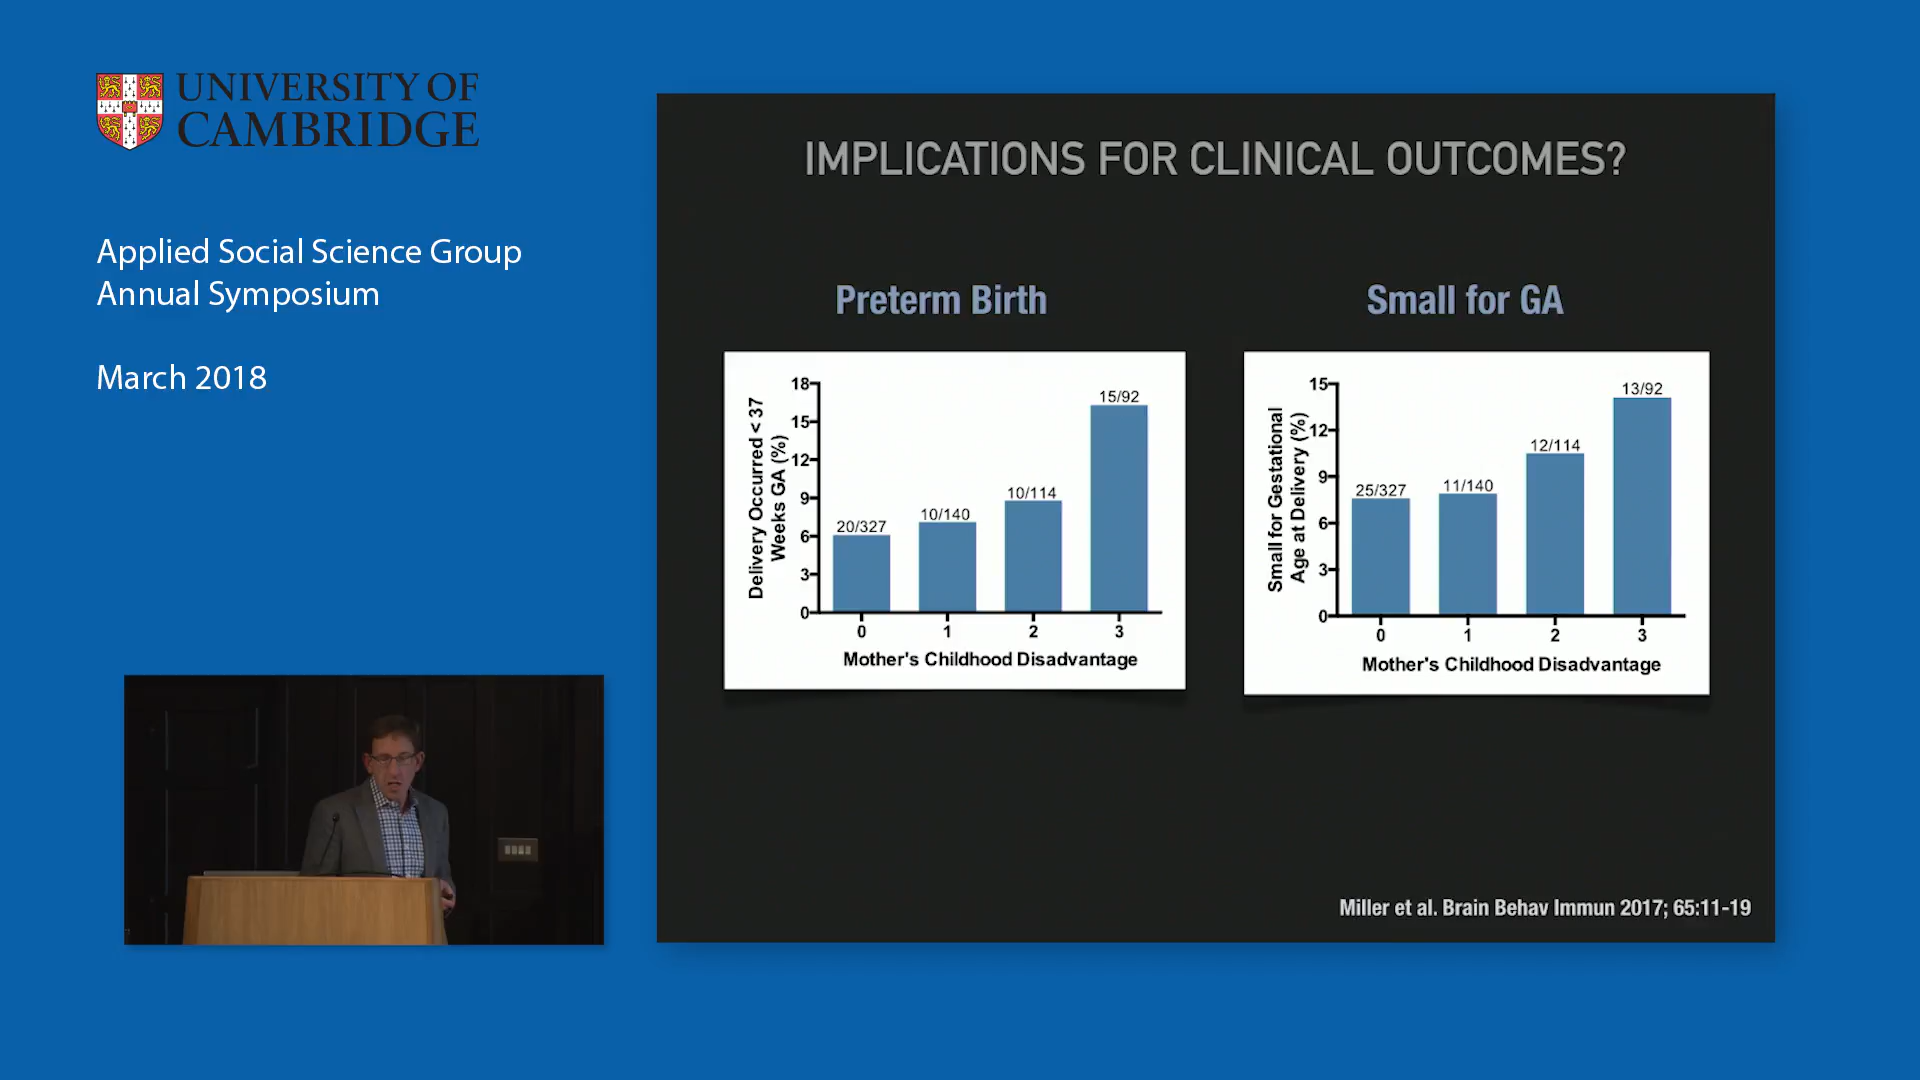 UNIVERSITY OF
CAMBRIDGE
Applied Social Science Group
Annual Symposium
March 2018
IMPLICATIONS FOR CLINICAL OUTCOMES?
Preterm Birth
Delivery Occurred < 37
Weeks GA (%)
18
15
12
9
6
3
0
20/327
10/140
10/114
15/92
0 1 2 3
Mother's Childhood Disadvantage
Small for GA
Small for Gestational
Age at Delivery (%)
15
12
9
6
3
0
25/327
11/140
12/114
13/92
0 1 2 3
Mother's Childhood Disadvantage
Miller et al. Brain Behav Immun 2017; 65:11-19